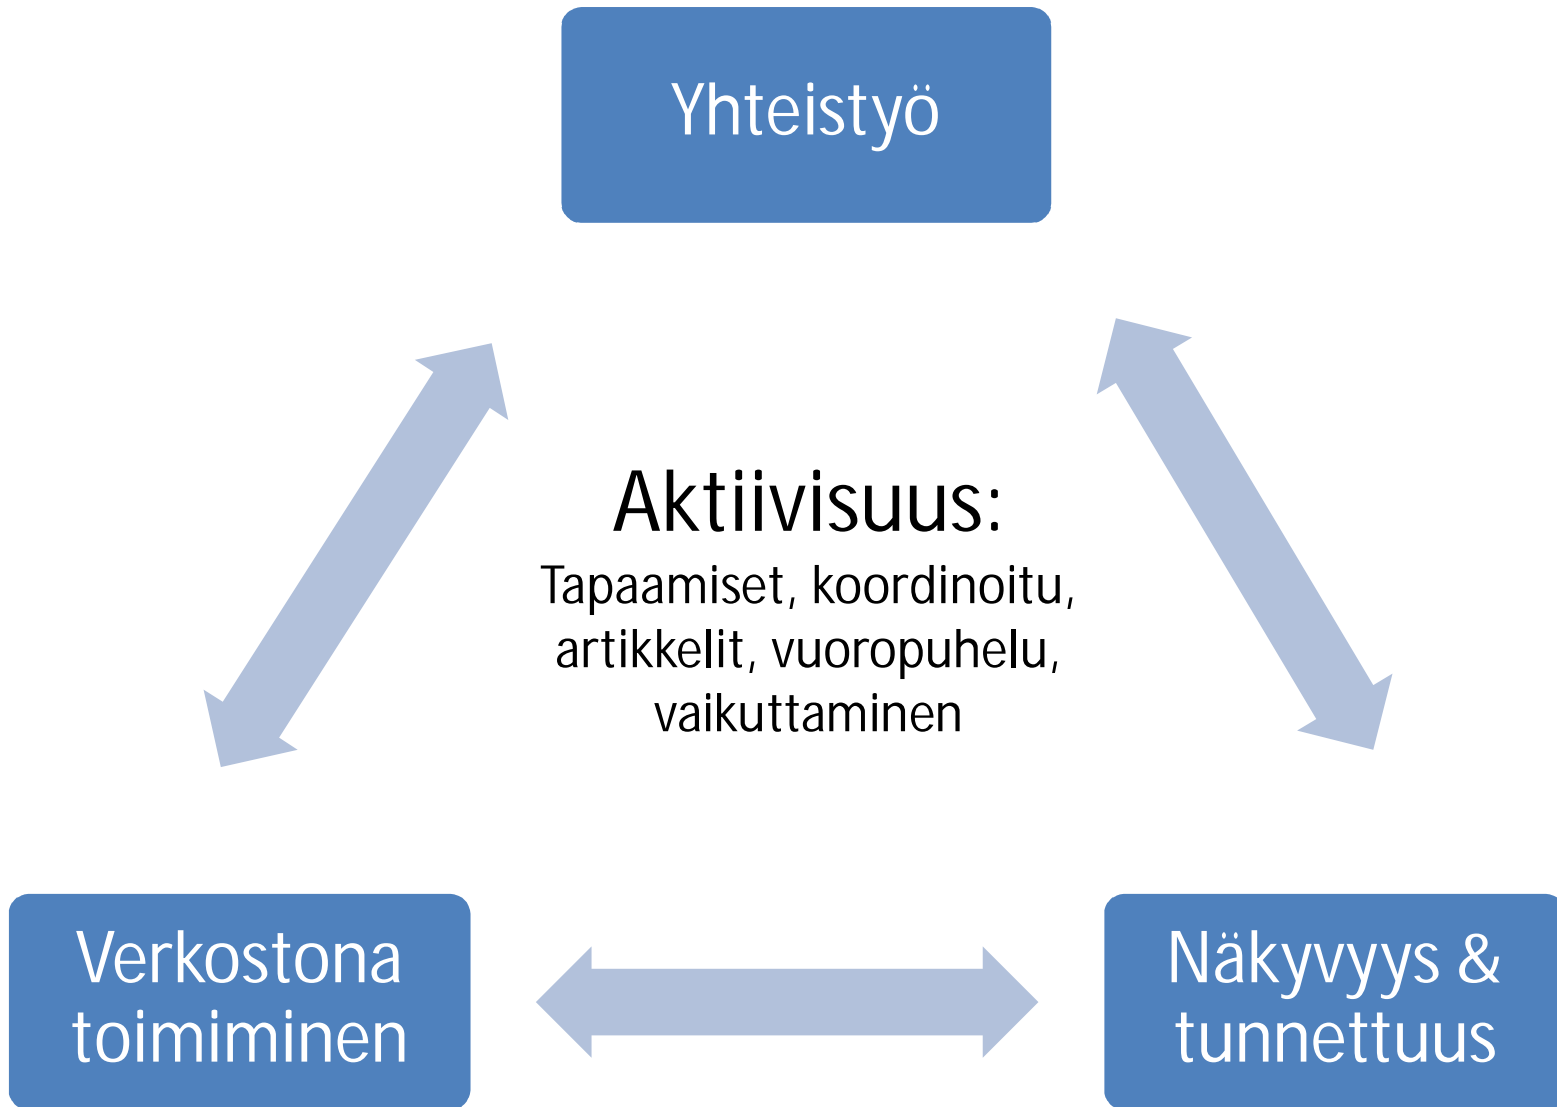 Yhteistyö
Aktiivisuus:
Tapaamiset, koordinoitu,
artikkelit, vuoropuhelu,
vaikuttaminen
Verkostona
toimiminen
Näkyvyys &
tunnettuus